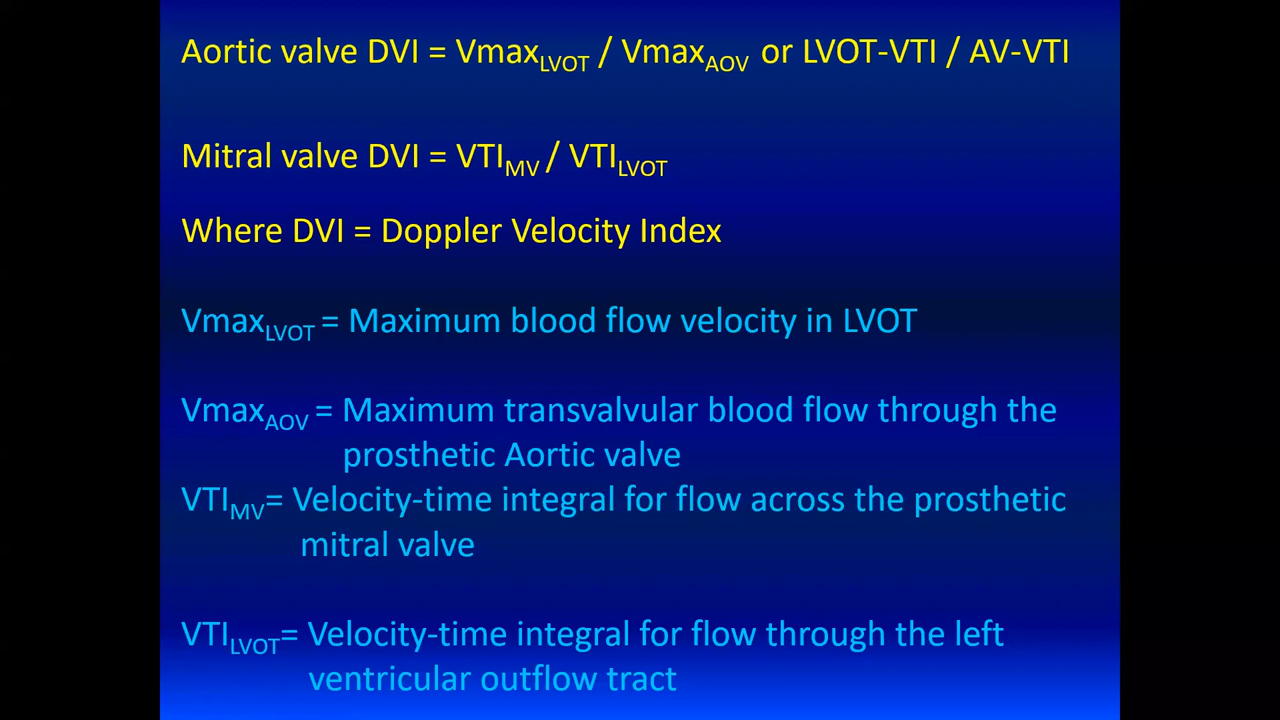 Aortic valve DVI = VmaxLVOT / VmaxAOV or LVOT-VTI / AV-VTI
Mitral valve DVI = VTIMV / VTILVOT
Where DVI = Doppler Velocity Index
VmaxLVOT = Maximum blood flow velocity in LVOT
VmaxAOV = Maximum transvalvular blood flow through the
prosthetic Aortic valve
VTIMV= Velocity-time integral for flow across the prosthetic
mitral valve
VTILVOT= Velocity-time integral for flow through the left
ventricular outflow tract